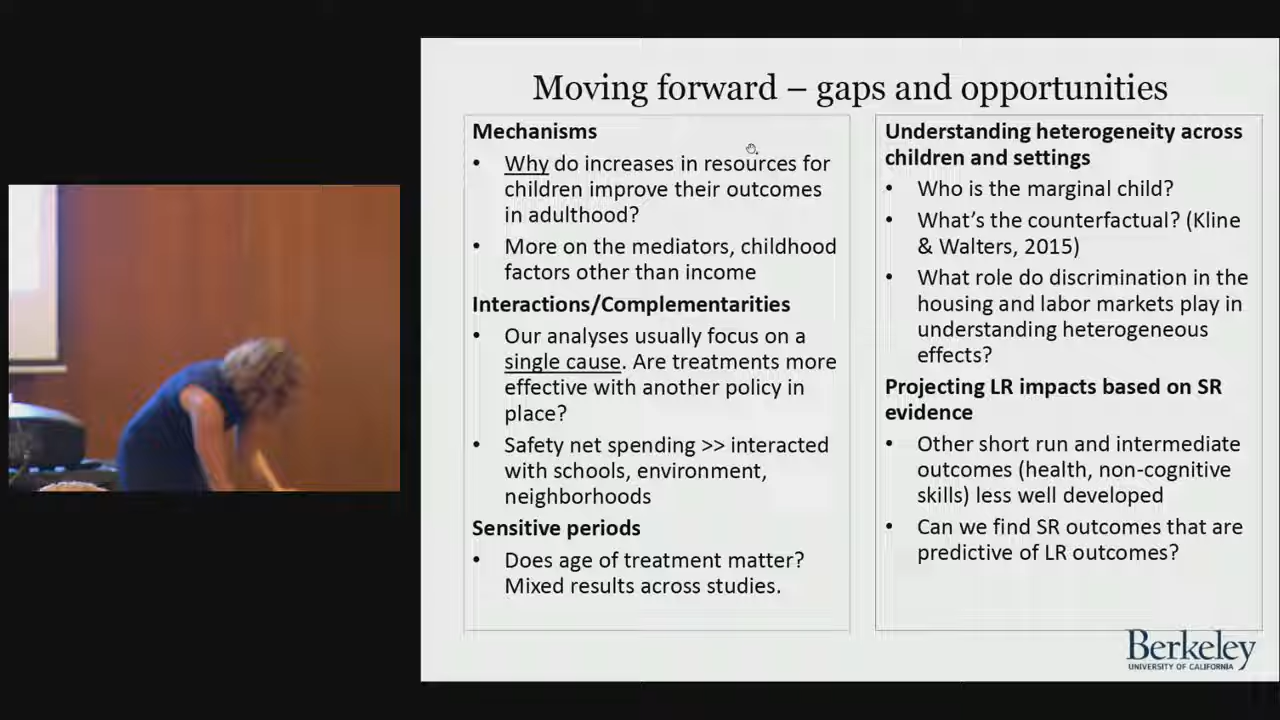 Moving forward – gaps and opportunities
Mechanisms
• Why do increases in resources for
children improve their outcomes
in adulthood?
• More on the mediators, childhood
factors other than income
Interactions/Complementarities
• Our analyses usually focus on a
single cause. Are treatments more
effective with another policy in
place?
• Safety net spending >> interacted
with schools, environment,
neighborhoods
Sensitive periods
• Does age of treatment matter?
Mixed results across studies.
Understanding heterogeneity across
children and settings
• Who is the marginal child?
• What's the counterfactual? (Kline
& Walters, 2015)
• What role do discrimination in the
housing and labor markets play in
understanding heterogeneous
effects?
Projecting LR impacts based on SR
evidence
• Other short run and intermediate
outcomes (health, non-cognitive
skills) less well developed
• Can we find SR outcomes that are
predictive of LR outcomes?
Berkeley
UNIVERSITY OF CALIFORNIA